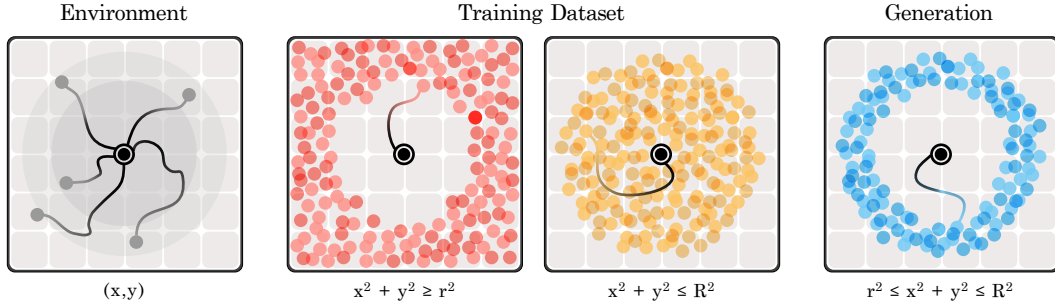 Environment
Training Dataset
Generation
(x,y)
x² + y² ≥ r²
x² + y² ≤ R²
r² ≤ x² + y² ≤ R²